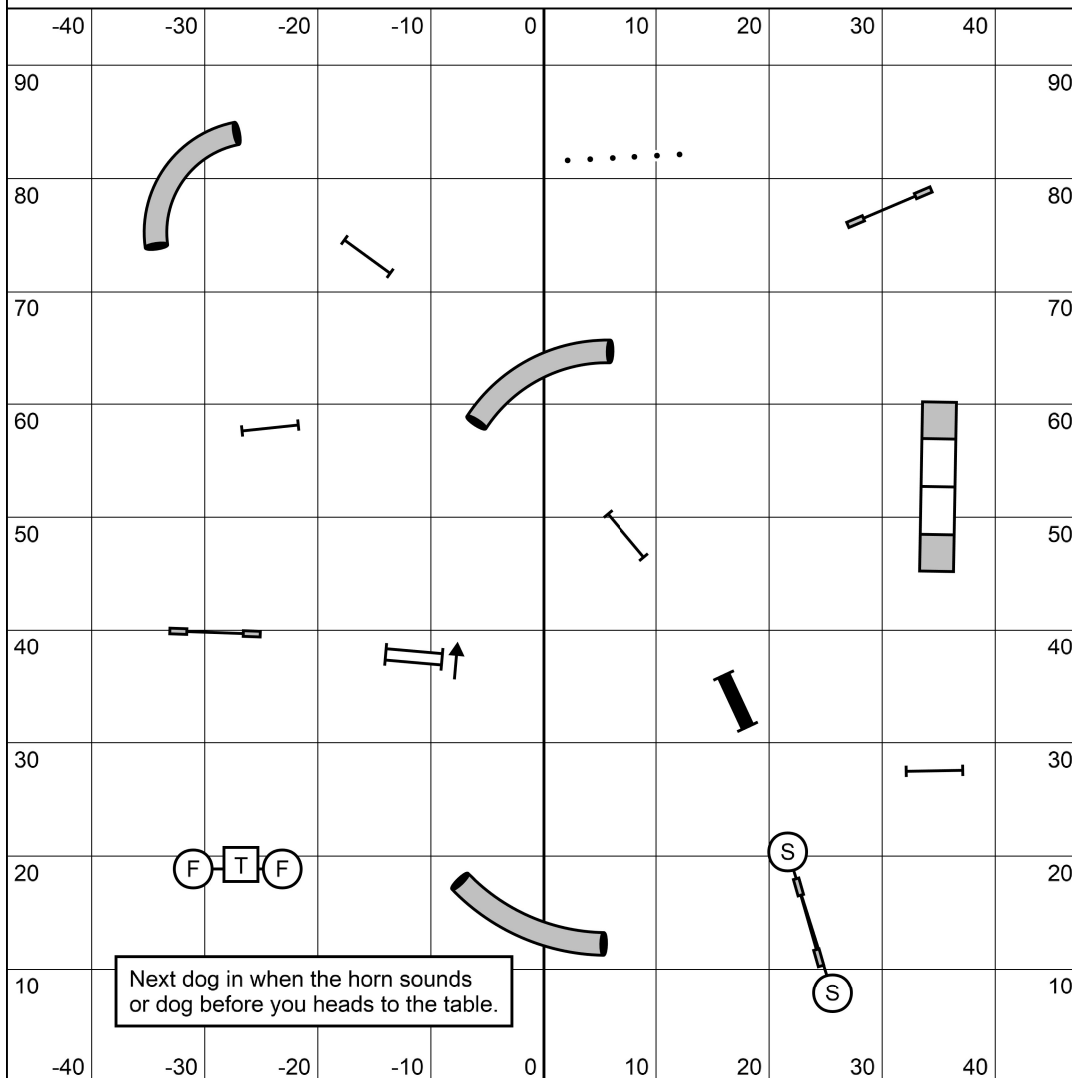 -40 -30 -20 -10 0 10 20 30 40
90 90
80 80
70 70
60 60
50 50
40 40
30 30
S
F T F
20 20
Next dog in when the horn sounds
or dog before you heads to the table.
10 10
S
-40 -30 -20 -10 0 10 20 30 40